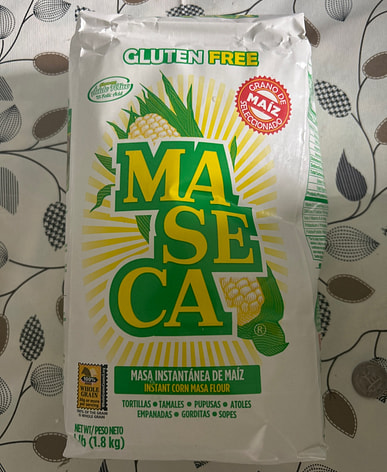 GLUTEN FREE
GRANO DE
MAÍZ
SELECCIONADO
MA
SE
CA
®
MASA INSTANTÁNEA DE MAÍZ
INSTANT CORN MASA FLOUR
TORTILLAS • TAMALES • PUPUSAS • ATOLES
EMPANADAS • GORDITAS • SOPES
100%
WHOLE
GRAIN
NET WT/ PESO NETO
lb (1.8 kg)